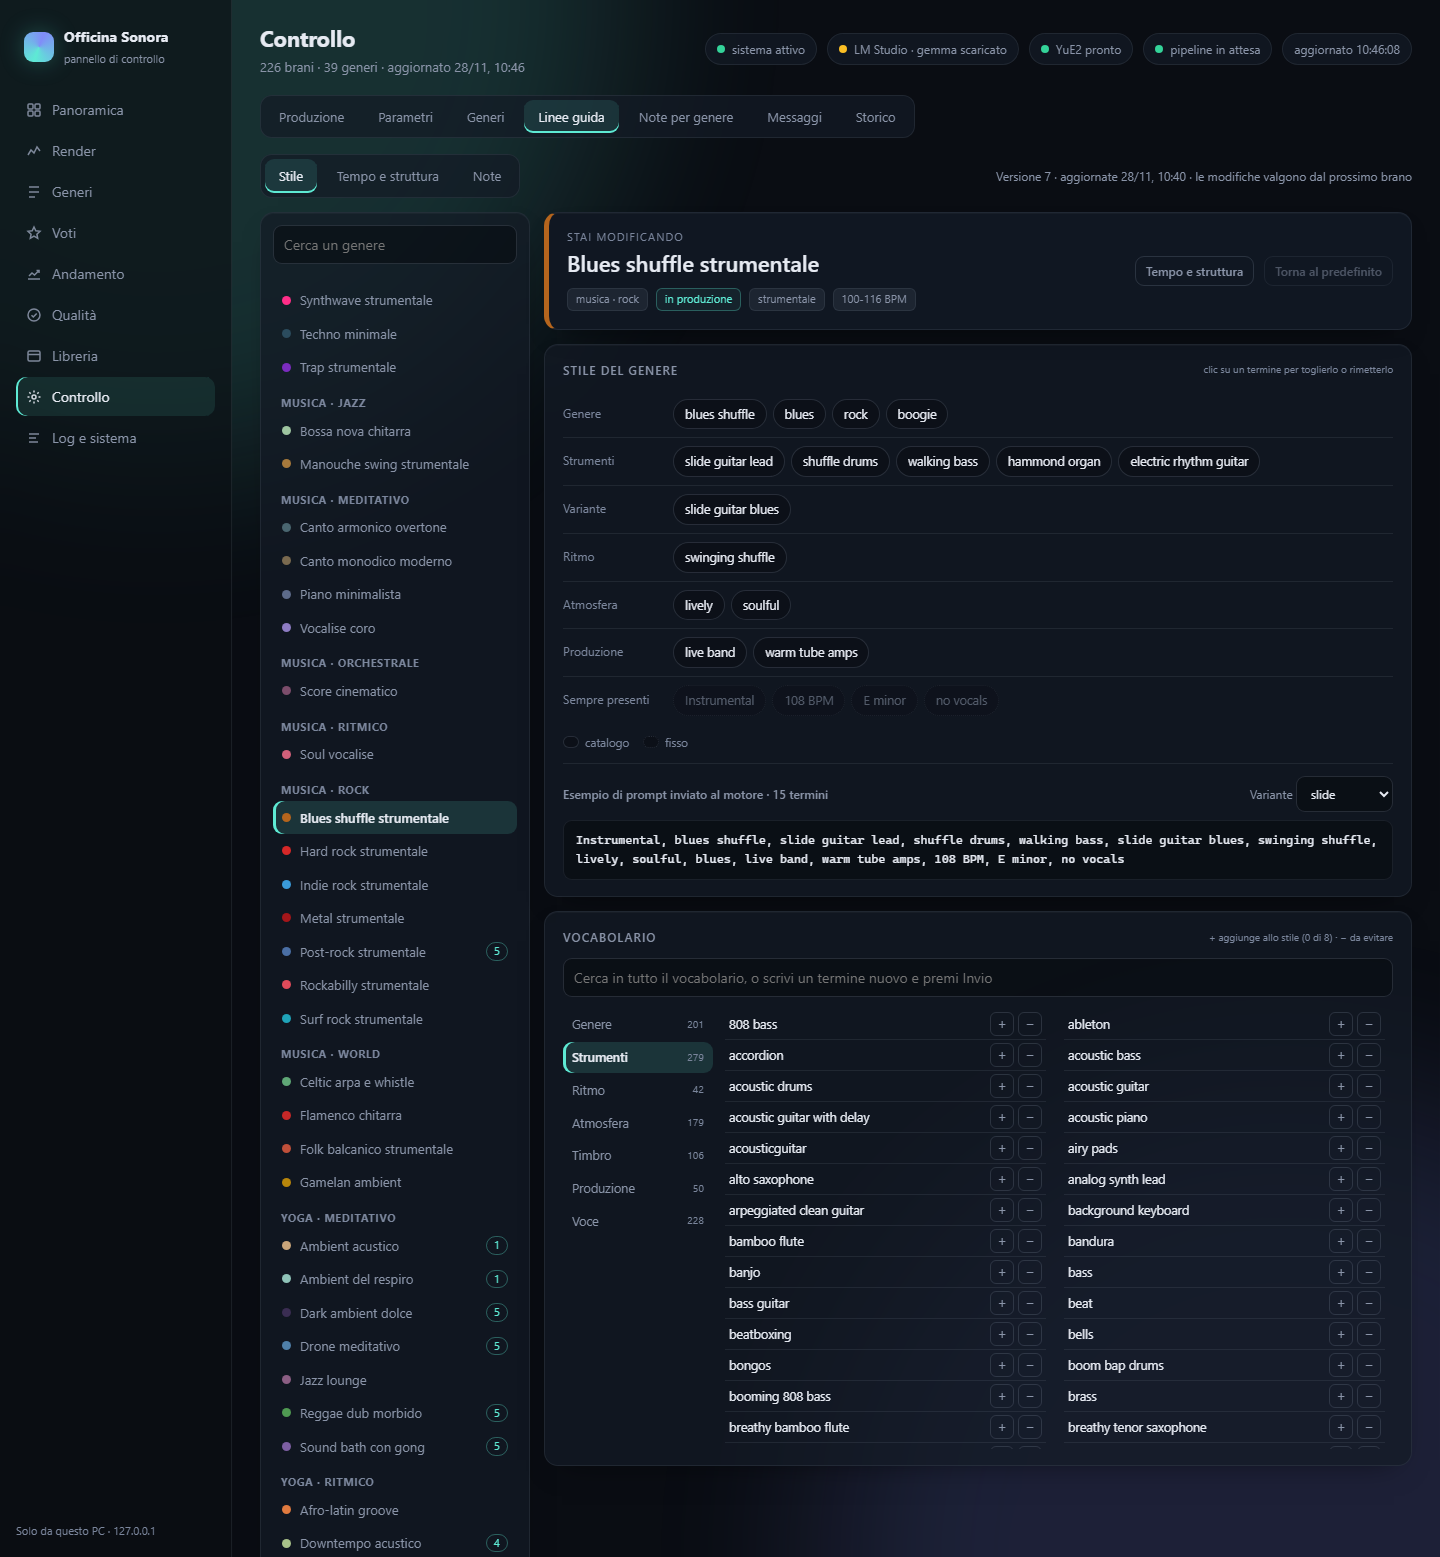 Officina Sonora
pannello di controllo
Panoramica
Render
Generi
Voti
Andamento
Qualità
Libreria
Controllo
Log e sistema
Solo da questo PC · 127.0.0.1
Controllo
226 brani · 39 generi · aggiornato 28/11, 10:46
sistema attivo
LM Studio · gemma scaricato
YuE2 pronto
pipeline in attesa
aggiornato 10:46:08
Produzione
Parametri
Generi
Linee guida
Note per genere
Messaggi
Storico
Stile
Tempo e struttura
Note
Versione 7 · aggiornate 28/11, 10:40 · le modifiche valgono dal prossimo brano
Cerca un genere
Synthwave strumentale
Techno minimale
Trap strumentale
MUSICA · JAZZ
Bossa nova chitarra
Manouche swing strumentale
MUSICA · MEDITATIVO
Canto armonico overtone
Canto monodico moderno
Piano minimalista
Vocalise coro
MUSICA · ORCHESTRALE
Score cinematico
MUSICA · RITMICO
Soul vocalise
MUSICA · ROCK
Blues shuffle strumentale
Hard rock strumentale
Indie rock strumentale
Metal strumentale
Post-rock strumentale 5
Rockabilly strumentale
Surf rock strumentale
MUSICA · WORLD
Celtic arpa e whistle
Flamenco chitarra
Folk balcanico strumentale
Gamelan ambient
YOGA · MEDITATIVO
Ambient acustico 1
Ambient del respiro 1
Dark ambient dolce 5
Drone meditativo 5
Jazz lounge
Reggae dub morbido 5
Sound bath con gong 5
YOGA · RITMICO
Afro-latin groove
Downtempo acustico 4
STAI MODIFICANDO
Blues shuffle strumentale
musica · rock
in produzione
strumentale
100-116 BPM
Tempo e struttura
Torna al predefinito
STILE DEL GENERE
clic su un termine per toglierlo o rimetterlo
Genere blues shuffle blues rock boogie
Strumenti slide guitar lead shuffle drums walking bass hammond organ electric rhythm guitar
Variante slide guitar blues
Ritmo swinging shuffle
Atmosfera lively soulful
Produzione live band warm tube amps
Sempre presenti Instrumental 108 BPM E minor no vocals
catalogo fisso
Esempio di prompt inviato al motore · 15 termini
Variante slide
Instrumental, blues shuffle, slide guitar lead, shuffle drums, walking bass, slide guitar blues, swinging shuffle,
lively, soulful, blues, live band, warm tube amps, 108 BPM, E minor, no vocals
VOCABOLARIO
+ aggiunge allo stile (0 di 8) · − da evitare
Cerca in tutto il vocabolario, o scrivi un termine nuovo e premi Invio
Genere 201
Strumenti 279
Ritmo 42
Atmosfera 179
Timbro 106
Produzione 50
Voce 228
808 bass + − ableton + −
accordion + − acoustic bass + −
acoustic drums + − acoustic guitar + −
acoustic guitar with delay + − acoustic piano + −
acousticguitar + − airy pads + −
alto saxophone + − analog synth lead + −
arpeggiated clean guitar + − background keyboard + −
bamboo flute + − bandura + −
banjo + − bass + −
bass guitar + − beat + −
beatboxing + − bells + −
bongos + − boom bap drums + −
booming 808 bass + − brass + −
breathy bamboo flute + − breathy tenor saxophone + −